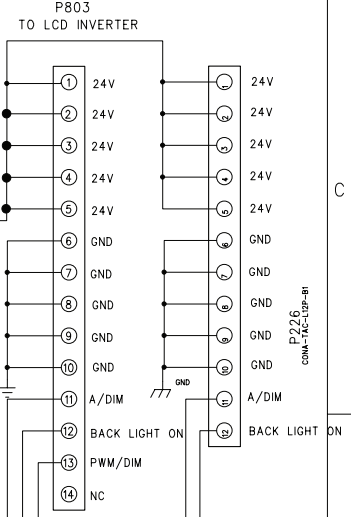 P803
TO LCD INVERTER
1 24V
2 24V
3 24V
4 24V
5 24V
6 GND
7 GND
8 GND
9 GND
10 GND
11 A/DIM
12 BACK LIGHT ON
13 PWM/DIM
14 NC
1 24V
2 24V
3 24V
4 24V
5 24V
6 GND
7 GND
8 GND
9 GND
10 GND
11 A/DIM
12 BACK LIGHT ON
GND
P226
CONA-TAC-L12P-B1
C